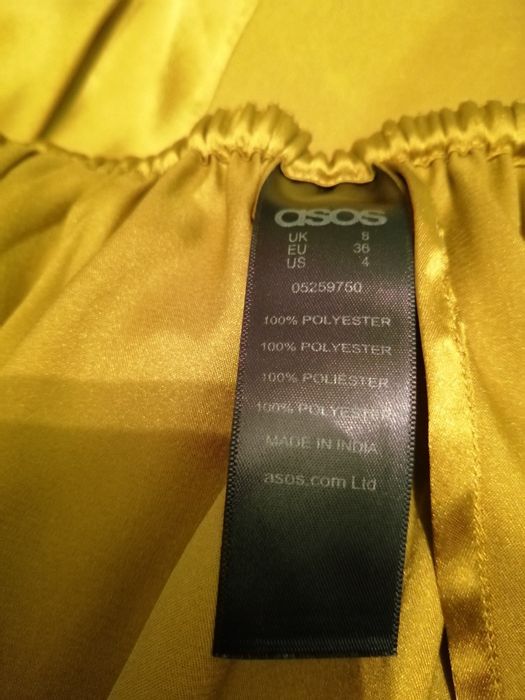 asos
UK 8
EU 36
US 4
05259750
100% POLYESTER
100% POLYESTER
100% POLIÉSTER
100% POLYESTER
MADE IN INDIA
asos.com Ltd